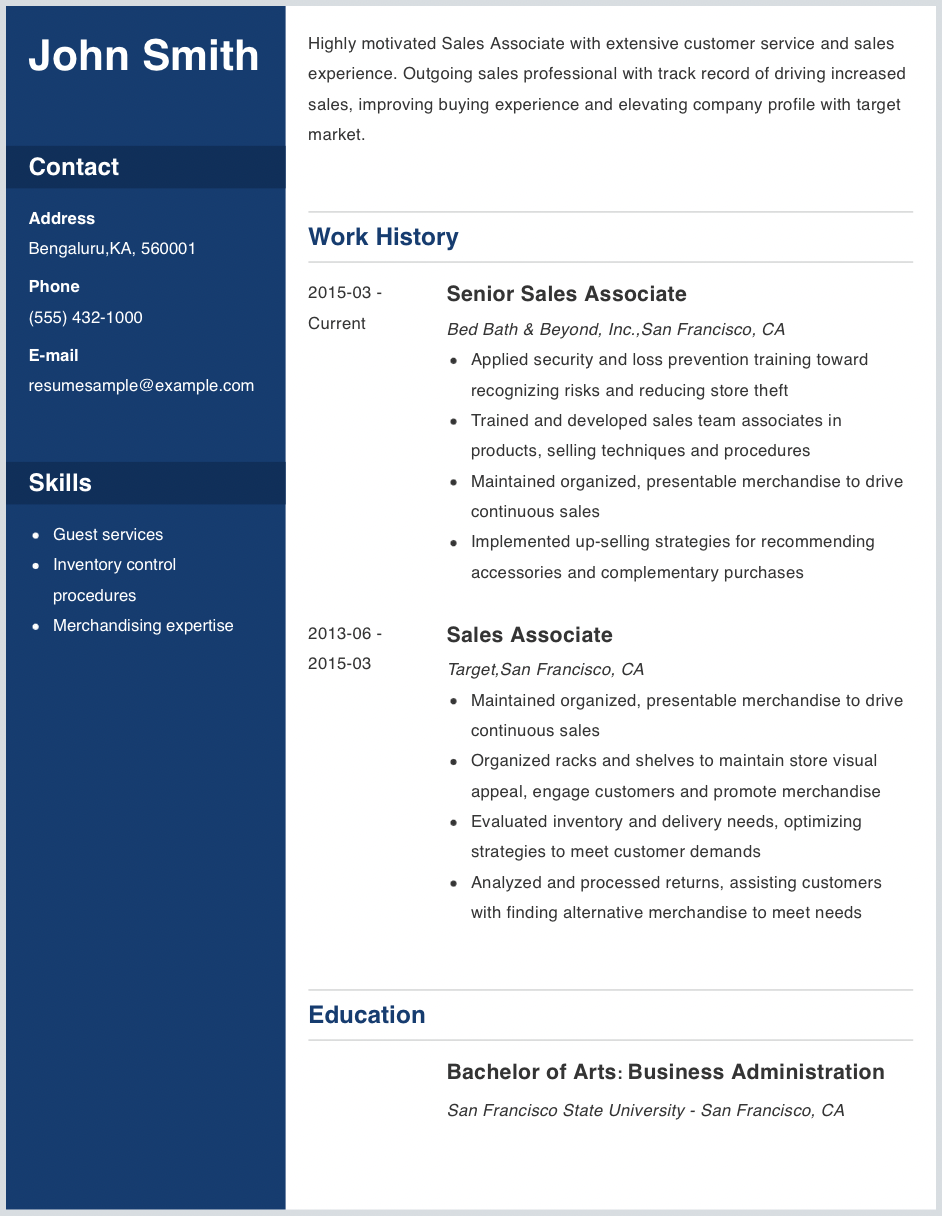 John Smith
Contact
Address
Bengaluru,KA, 560001
Phone
(555) 432-1000
E-mail
resumesample@example.com
Skills
• Guest services
• Inventory control
procedures
• Merchandising expertise
Highly motivated Sales Associate with extensive customer service and sales
experience. Outgoing sales professional with track record of driving increased
sales, improving buying experience and elevating company profile with target
market.
Work History
2015-03 -
Current
Senior Sales Associate
Bed Bath & Beyond, Inc.,San Francisco, CA
• Applied security and loss prevention training toward
recognizing risks and reducing store theft
• Trained and developed sales team associates in
products, selling techniques and procedures
• Maintained organized, presentable merchandise to drive
continuous sales
• Implemented up-selling strategies for recommending
accessories and complementary purchases
2013-06 -
2015-03
Sales Associate
Target,San Francisco, CA
• Maintained organized, presentable merchandise to drive
continuous sales
• Organized racks and shelves to maintain store visual
appeal, engage customers and promote merchandise
• Evaluated inventory and delivery needs, optimizing
strategies to meet customer demands
• Analyzed and processed returns, assisting customers
with finding alternative merchandise to meet needs
Education
Bachelor of Arts: Business Administration
San Francisco State University - San Francisco, CA